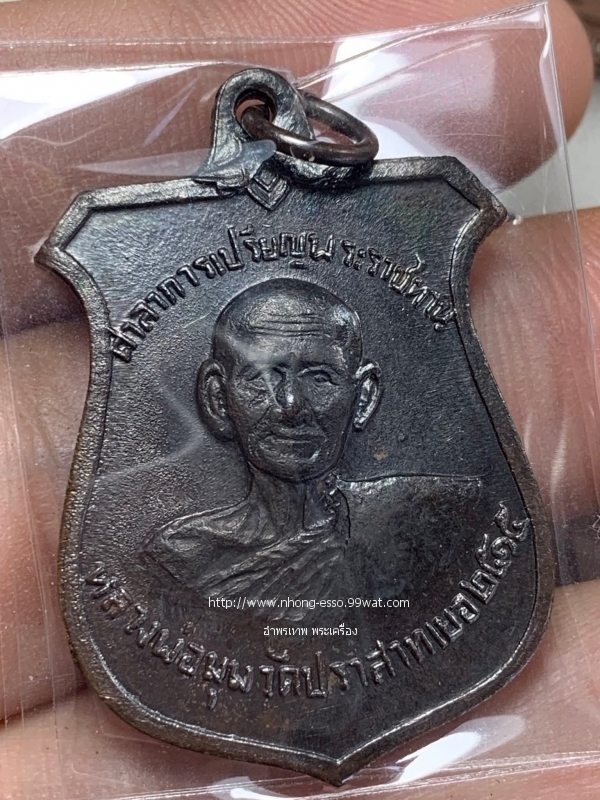 ศาลาการเปรียญพระราชทาน
http://www.nhong-esso.99wat.com
อำพรเทพ พระเครื่อง
หลวงพ่อมุมวัดปราสาทเยอ๒๕๑๕